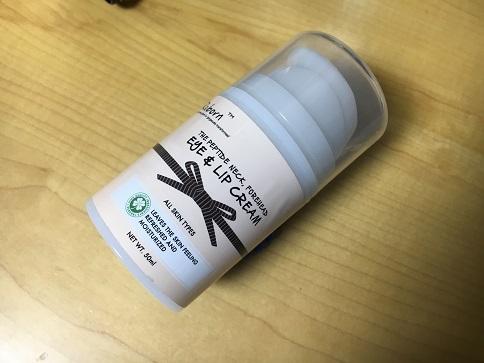 THE PEPTIDE NECK, FOREHEAD
EYE & LIP CREAM
ALL SKIN TYPES
LEAVES THE SKIN FEELING
REFRESHED AND
MOISTURIZED
NET WT. 50ml